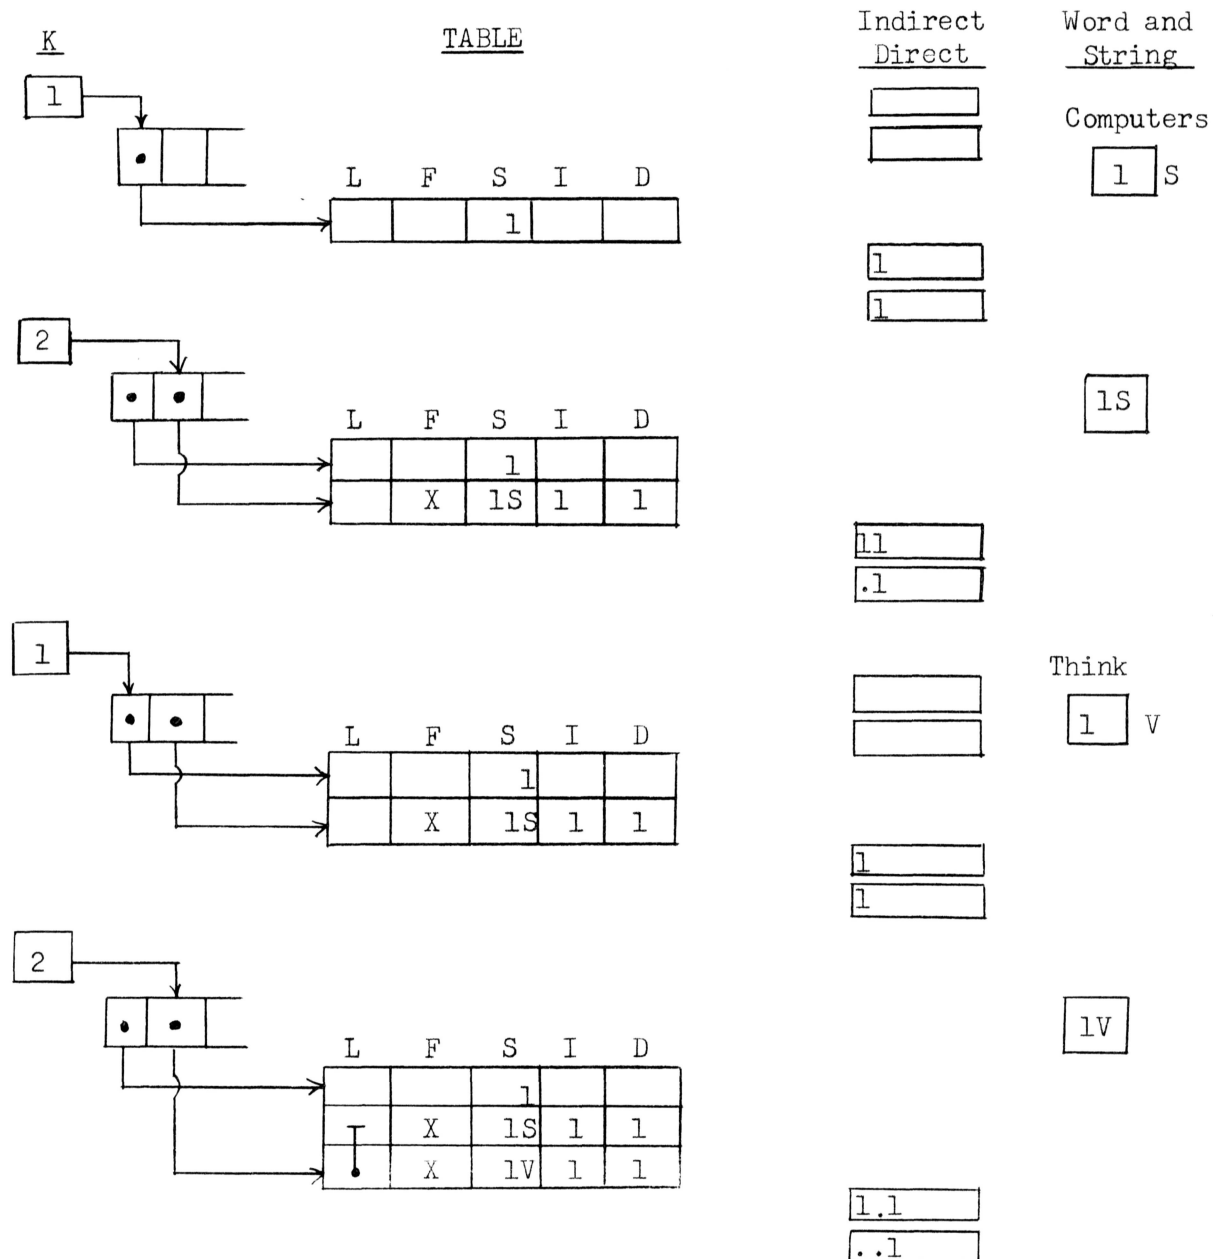 K TABLE Indirect Direct Word and String
1
Computers
1 S
L F S I D
1
1
1
2
1S
L F S I D
1
X 1S 1 1
11
.1
1
Think
1 V
L F S I D
1
X 1S 1 1
1
1
2
1V
L F S I D
1
X 1S 1 1
X 1V 1 1
1.1
..1